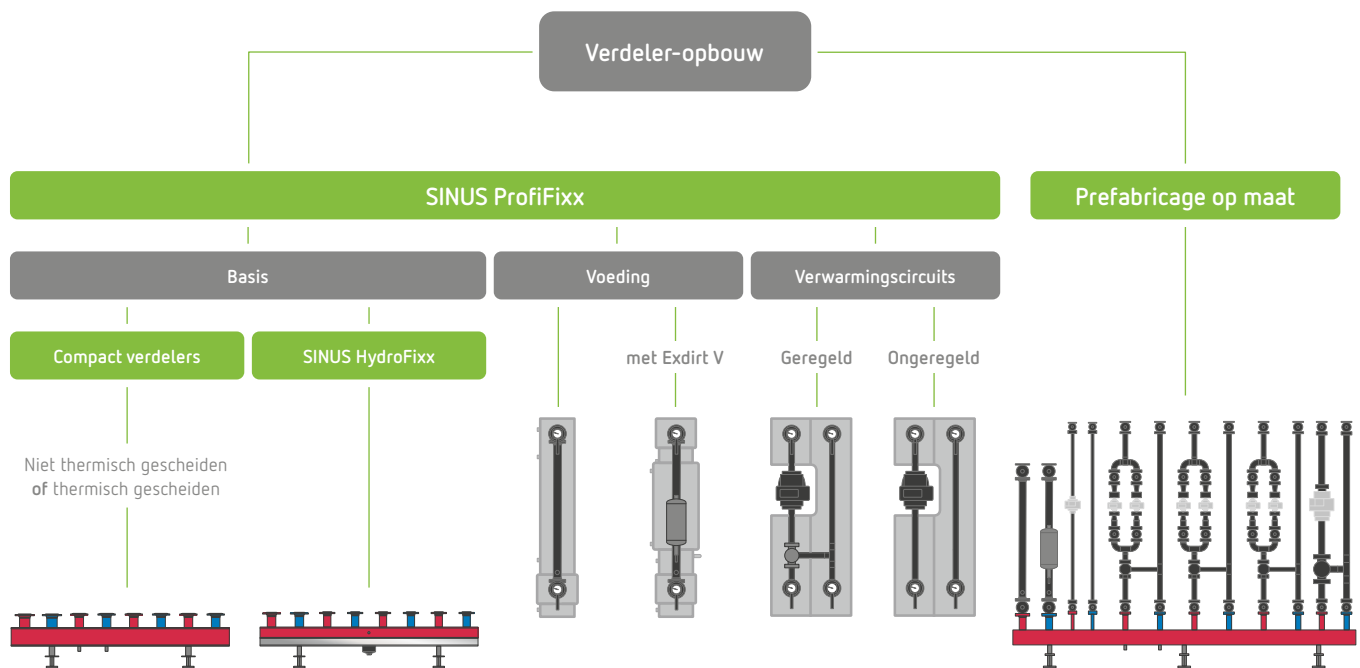 Verdeler-opbouw
SINUS ProfiFixx
Prefabricage op maat
Basis
Voeding
Verwarmingscircuits
Compact verdelers
SINUS HydroFixx
met Exdirt V
Geregeld
Ongeregeld
Niet thermisch gescheiden
of thermisch gescheiden